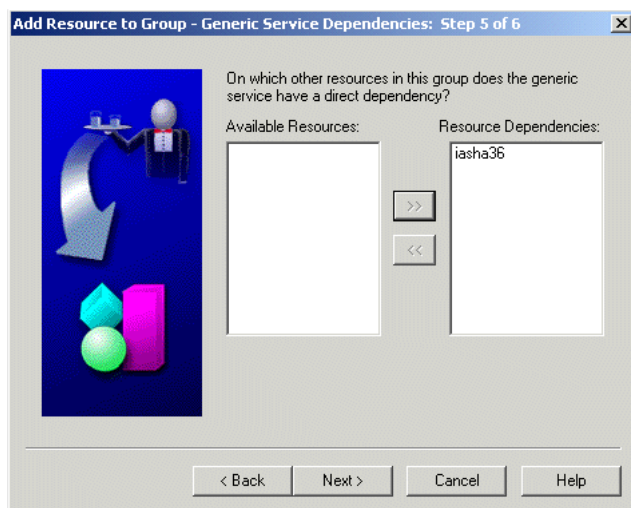 Add Resource to Group - Generic Service Dependencies: Step 5 of 6
On which other resources in this group does the generic
service have a direct dependency?
Available Resources:
Resource Dependencies:
iasha36
>>
<<
< Back
Next >
Cancel
Help